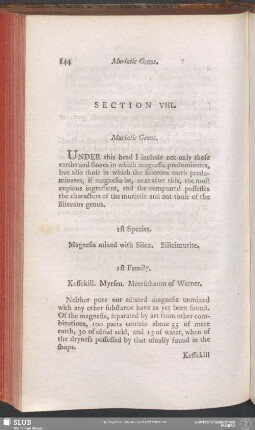 144 Muriatic Genus.
SECTION VIII.
Muriatic Genus.
UNDER this head I include not only those
earths and stones in which magnesia predominates,
but also those in which the siliceous earth predo-
minates, if magnesia be, next after this, the most
copious ingredient, and the compound possesses
the characters of the muriatic and not those of the
siliceous genus.
1st Species.
Magnesia mixed with Silex. Silicimurite.
1st Family.
Keffekill. Myrsen. Meerschaum of Werner.
Neither pure nor aerated magnesia unmixed
with any other substance have as yet been found.
Of the magnesia, separated by art from other com-
binations, 100 parts contain about 55 of mere
earth, 30 of aerial acid, and 15 of water, when of
the dryness possessed by that usually found in the
shops.
Keffekill
SLUB